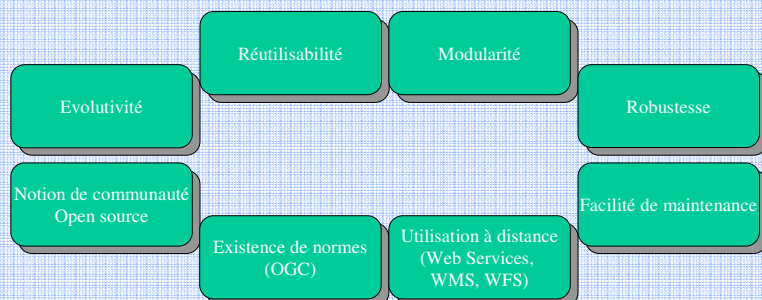 Réutilisabilité
Modularité
Evolutivité
Robustesse
Notion de communauté
Open source
Facilité de maintenance
Existence de normes
(OGC)
Utilisation à distance
(Web Services,
WMS, WFS)